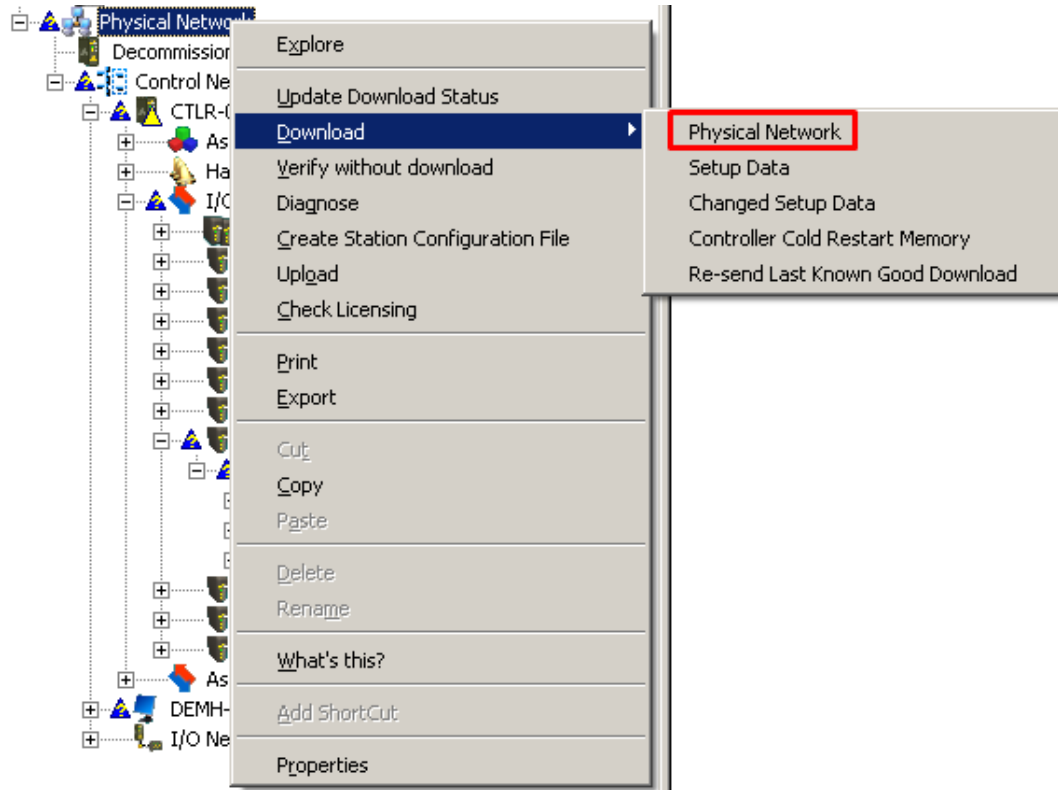 Physical Network
Decommission
Control Ne
CTLR-
As
Ha
I/O
As
DEMH-
I/O Ne
Explore
Update Download Status
Download
Verify without download
Diagnose
Create Station Configuration File
Upload
Check Licensing
Print
Export
Cut
Copy
Paste
Delete
Rename
What's this?
Add ShortCut
Properties
Physical Network
Setup Data
Changed Setup Data
Controller Cold Restart Memory
Re-send Last Known Good Download